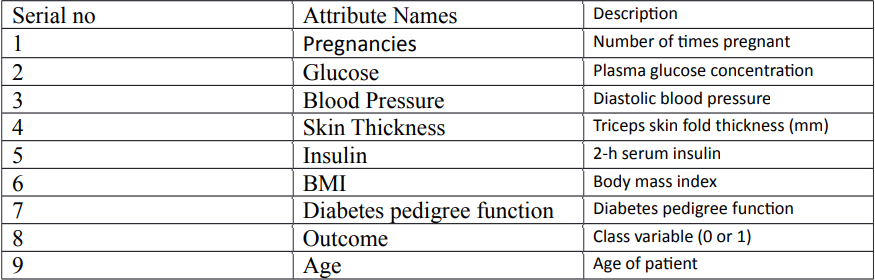 Serial no Attribute Names Description
1 Pregnancies Number of times pregnant
2 Glucose Plasma glucose concentration
3 Blood Pressure Diastolic blood pressure
4 Skin Thickness Triceps skin fold thickness (mm)
5 Insulin 2-h serum insulin
6 BMI Body mass index
7 Diabetes pedigree function Diabetes pedigree function
8 Outcome Class variable (0 or 1)
9 Age Age of patient